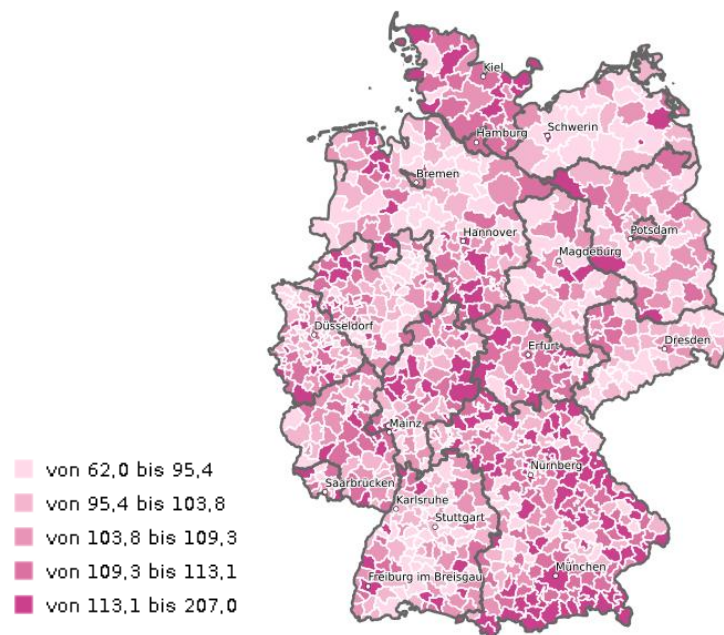 Kiel
Schwerin
Hamburg
Bremen
Hannover
Potsdam
Magdeburg
Düsseldorf
Dresden
Erfurt
Mainz
Nürnberg
Saarbrücken
Karlsruhe
Stuttgart
München
Freiburg im Breisgau
von 62,0 bis 95,4
von 95,4 bis 103,8
von 103,8 bis 109,3
von 109,3 bis 113,1
von 113,1 bis 207,0